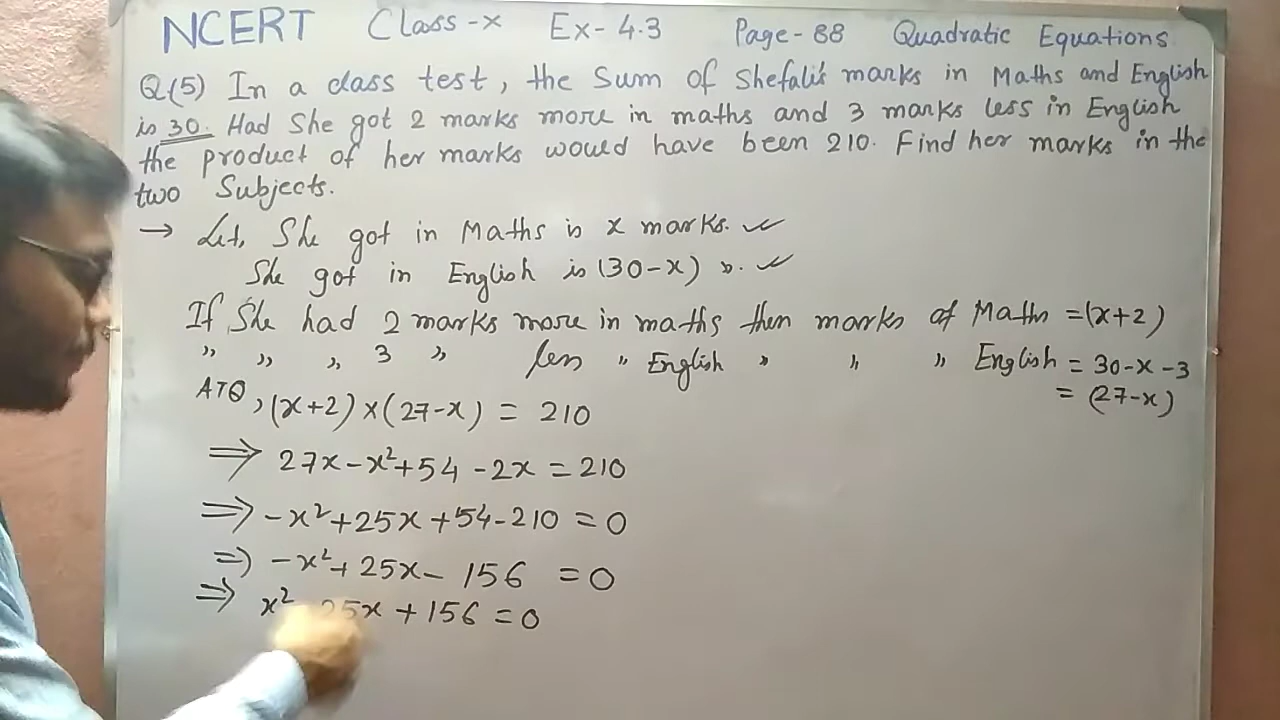 NCERT Class-X Ex-4.3 Page-88 Quadratic Equations
Q(5) In a class test, the Sum of Shefali's marks in Maths and English
is 30. Had She got 2 marks more in maths and 3 marks less in English
the product of her marks would have been 210. Find her marks in the
two Subjects.
→ Let, She got in Maths is x marks. ✓
She got in English is (30-x) ". ✓
If She had 2 marks more in maths then marks of Maths = (x+2)
" " " 3 " less " English " " " English = 30-x-3
= (27-x)
ATQ, (x+2)×(27-x) = 210
⇒ 27x-x²+54-2x=210
⇒ -x²+25x+54-210=0
⇒ -x²+25x-156=0
⇒ x² 25x+156=0